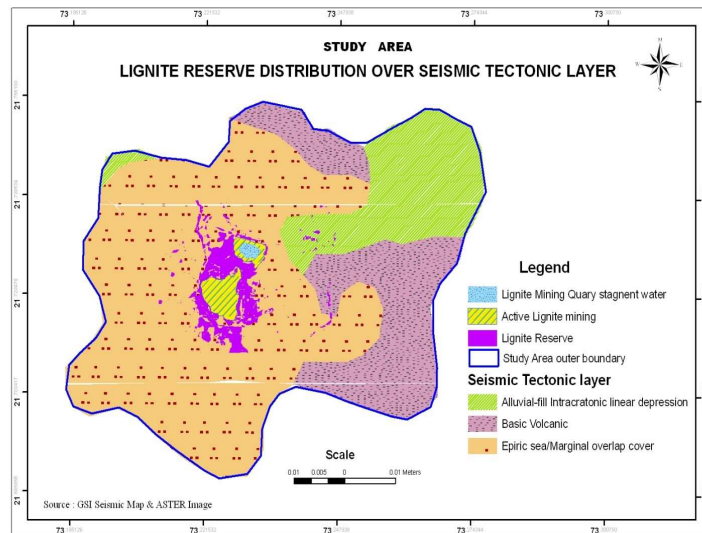 73 73 73 73 73
STUDY AREA
LIGNITE RESERVE DISTRIBUTION OVER SEISMIC TECTONIC LAYER
N
W
S
21
21
21
21
21
Legend
Lignite Mining Quary stagnent water
Active Lignite mining
Lignite Reserve
Study Area outer boundary
Seismic Tectonic layer
Alluvial-fill Intracratonic linear depression
Basic Volcanic
Epiric sea/Marginal overlap cover
Scale
0.01 0.005 0 0.01 Meters
Source : GSI Seismic Map & ASTER Image
73 73 73 73 73